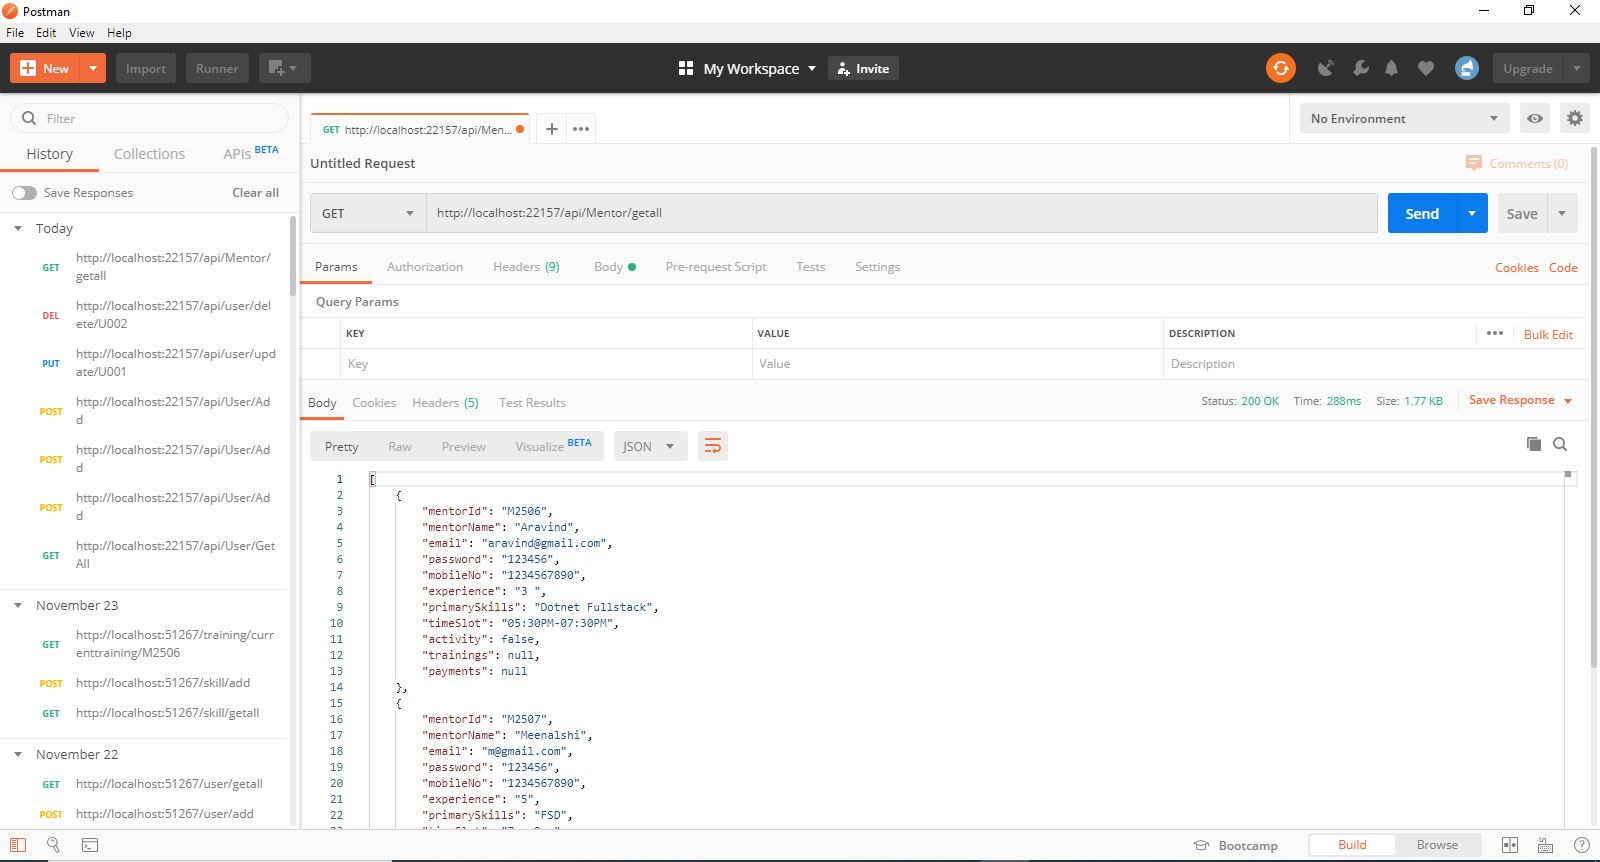 Postman
File Edit View Help
New Import Runner My Workspace Invite Upgrade
Filter
History Collections APIs BETA
Save Responses Clear all
Today
GET http://localhost:22157/api/Mentor/
getall
DEL http://localhost:22157/api/user/del
ete/U002
PUT http://localhost:22157/api/user/upd
ate/U001
POST http://localhost:22157/api/User/Ad
d
POST http://localhost:22157/api/User/Ad
d
POST http://localhost:22157/api/User/Ad
d
GET http://localhost:22157/api/User/Get
All
November 23
GET http://localhost:51267/training/curr
enttraining/M2506
POST http://localhost:51267/skill/add
GET http://localhost:51267/skill/getall
November 22
GET http://localhost:51267/user/getall
POST http://localhost:51267/user/add
GET http://localhost:22157/api/Men... No Environment
Untitled Request Comments (0)
GET http://localhost:22157/api/Mentor/getall Send Save
Params Authorization Headers (9) Body Pre-request Script Tests Settings Cookies Code
Query Params
KEY VALUE DESCRIPTION Bulk Edit
Key Value Description
Body Cookies Headers (5) Test Results Status: 200 OK Time: 288ms Size: 1.77 KB Save Response
Pretty Raw Preview Visualize BETA JSON
1 [
2 {
3 "mentorId": "M2506",
4 "mentorName": "Aravind",
5 "email": "aravind@gmail.com",
6 "password": "123456",
7 "mobileNo": "1234567890",
8 "experience": "3 ",
9 "primarySkills": "Dotnet Fullstack",
10 "timeSlot": "05:30PM-07:30PM",
11 "activity": false,
12 "trainings": null,
13 "payments": null
14 },
15 {
16 "mentorId": "M2507",
17 "mentorName": "Meenalshi",
18 "email": "m@gmail.com",
19 "password": "123456",
20 "mobileNo": "1234567890",
21 "experience": "5",
22 "primarySkills": "FSD",
Bootcamp Build Browse